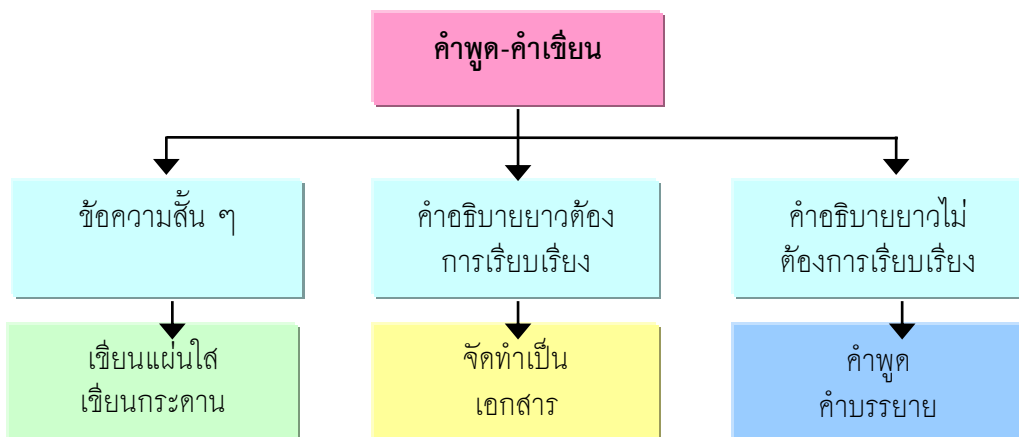 คำพูด-คำเขียน
ข้อความสั้น ๆ
คำอธิบายยาวต้อง
การเรียบเรียง
คำอธิบายยาวไม่
ต้องการเรียบเรียง
เขียนแผ่นใส
เขียนกระดาน
จัดทำเป็น
เอกสาร
คำพูด
คำบรรยาย